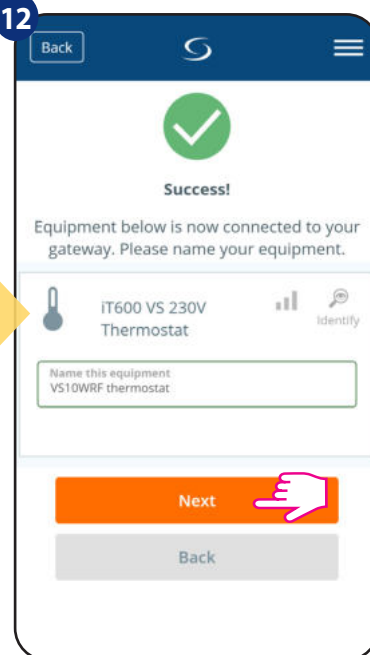 12
Back
Success!
Equipment below is now connected to your
gateway. Please name your equipment.
iT600 VS 230V
Thermostat
Identify
Name this equipment
VS10WRF thermostat
Next
Back